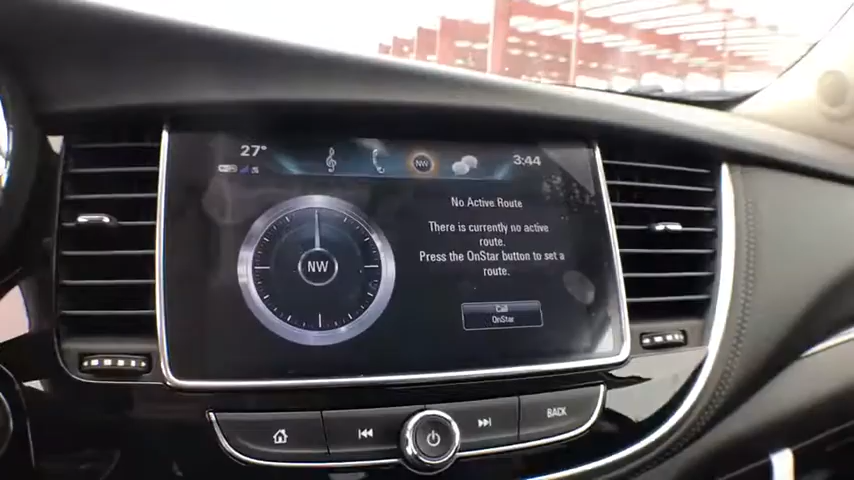 27°
NW
3:44
No Active Route
There is currently no active
route.
Press the OnStar button to set a
route.
NW
Call
OnStar
BACK